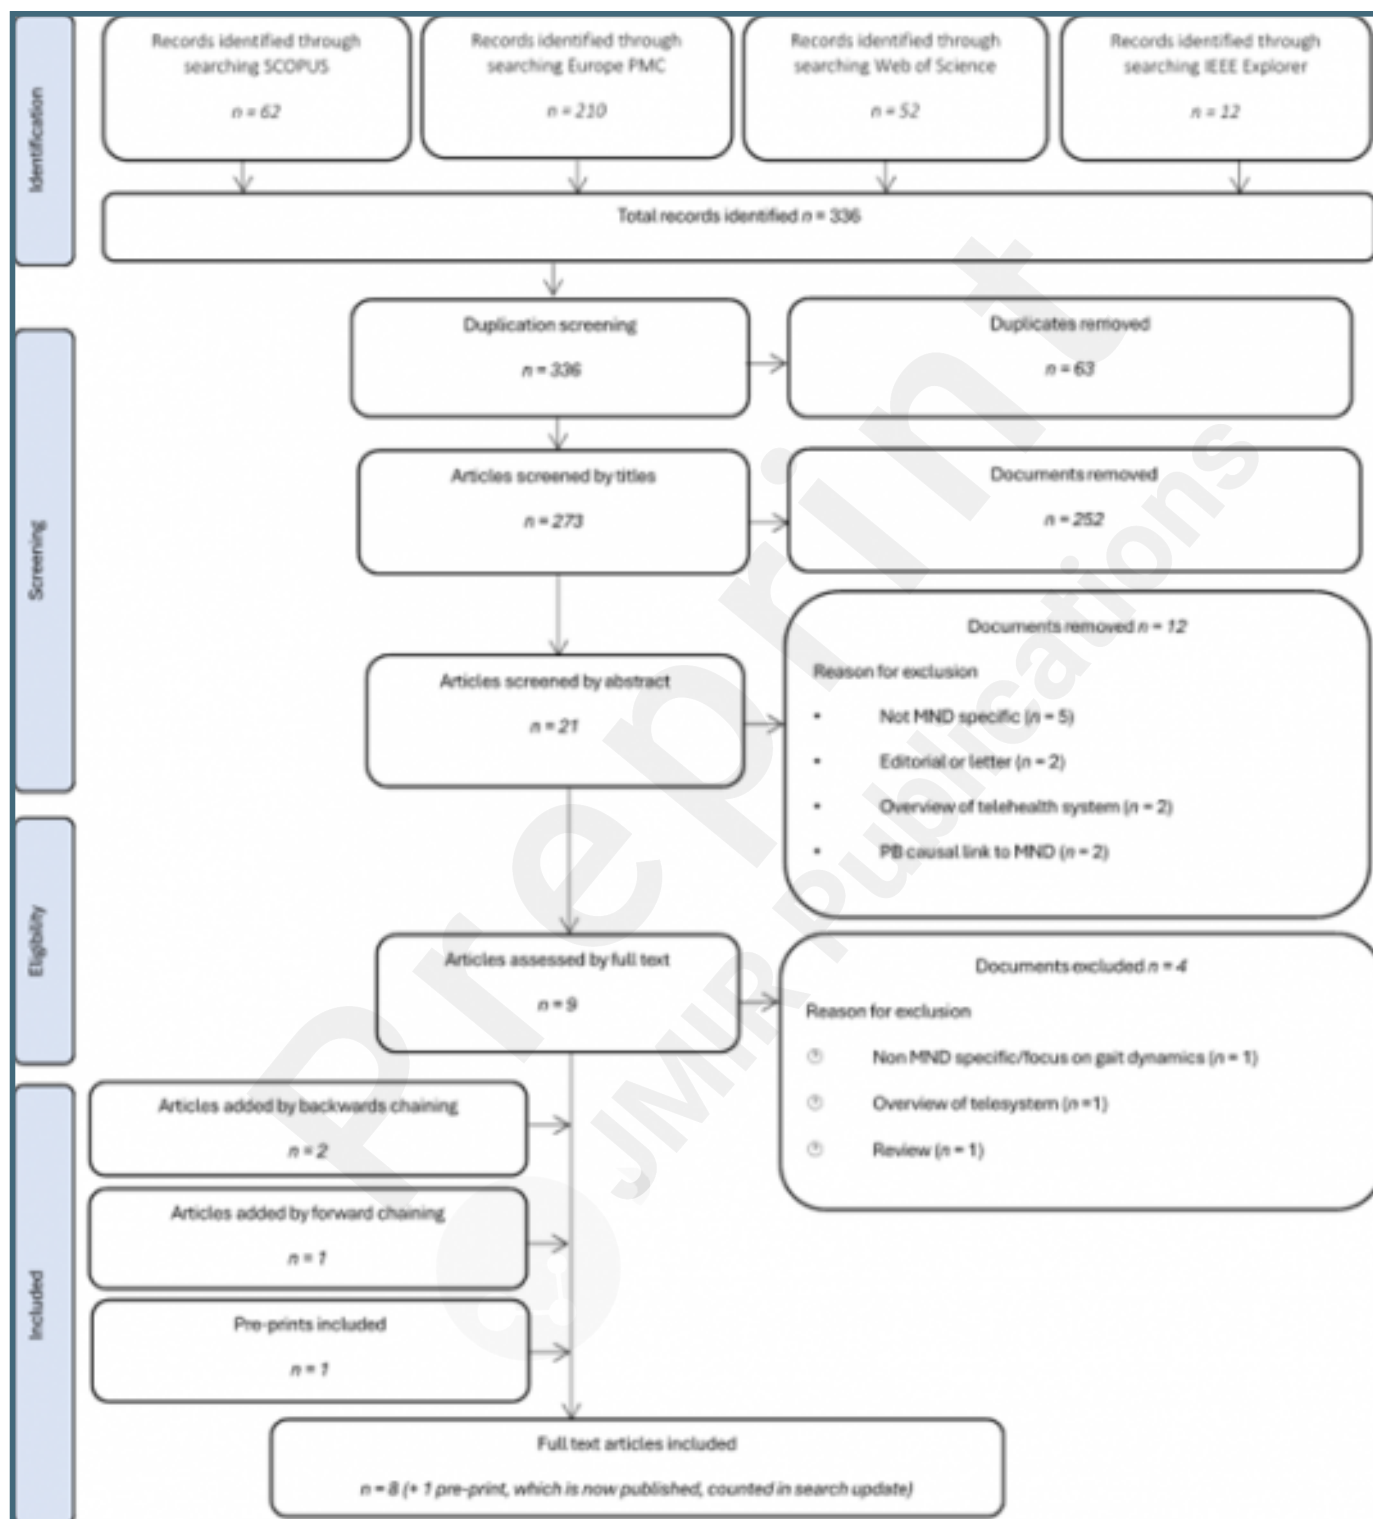 Identification
Records identified through
searching SCOPUS
n = 62
Records identified through
searching Europe PMC
n = 210
Records identified through
searching Web of Science
n = 52
Records identified through
searching IEEE Explorer
n = 12
Total records identified n = 336
Screening
Duplication screening
n = 336
Duplicates removed
n = 63
Articles screened by titles
n = 273
Documents removed
n = 252
Articles screened by abstract
n = 21
Documents removed n = 12
Reason for exclusion
• Not MND specific (n = 5)
• Editorial or letter (n = 2)
• Overview of telehealth system (n = 2)
• PB causal link to MND (n = 2)
Eligibility
Articles assessed by full text
n = 9
Documents excluded n = 4
Reason for exclusion
Non MND specific/focus on gait dynamics (n = 1)
Overview of telesystem (n =1)
Review (n = 1)
Included
Articles added by backwards chaining
n = 2
Articles added by forward chaining
n = 1
Pre-prints included
n = 1
Full text articles included
n = 8 (+ 1 pre-print, which is now published, counted in search update)
Preprint
JMIR Publications